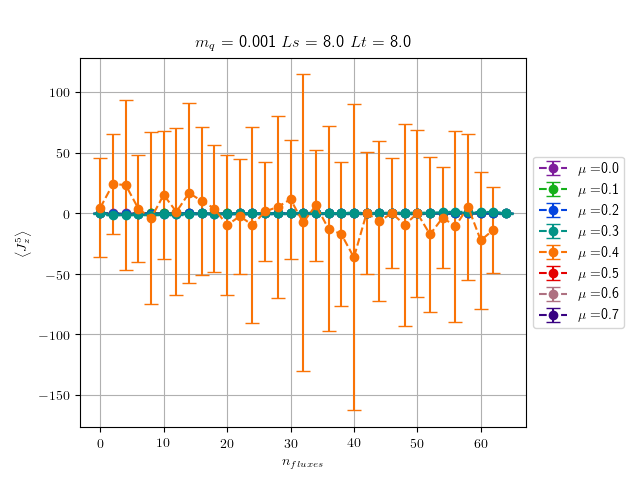 m_q = 0.001 Ls = 8.0 Lt = 8.0
⟨J_z^5⟩
100
50
0
−50
−100
−150
0 10 20 30 40 50 60
n_{fluxes}
μ =0.0
μ =0.1
μ =0.2
μ =0.3
μ =0.4
μ =0.5
μ =0.6
μ =0.7